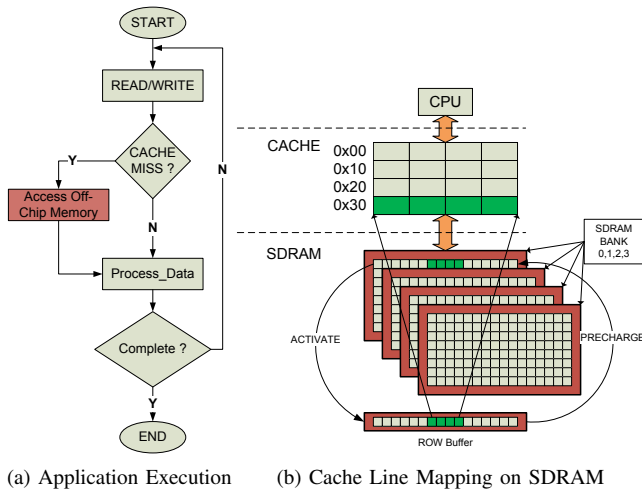 START
READ/WRITE
CACHE
MISS ?
Y
N
N
Access Off-
Chip Memory
Process_Data
Complete ?
Y
END
(a) Application Execution
CPU
CACHE
0x00
0x10
0x20
0x30
SDRAM
SDRAM
BANK
0,1,2,3
ACTIVATE
PRECHARGE
ROW Buffer
(b) Cache Line Mapping on SDRAM